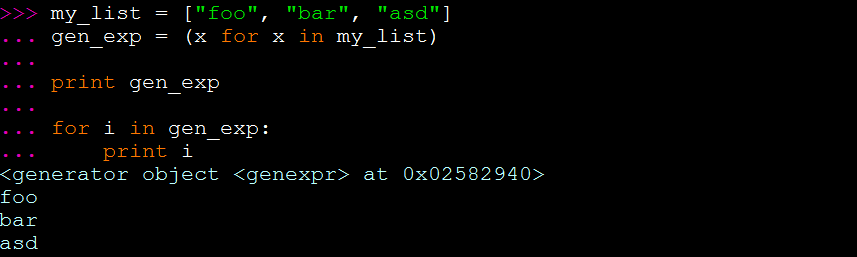 >>> my_list = ["foo", "bar", "asd"]
... gen_exp = (x for x in my_list)
...
... print gen_exp
...
... for i in gen_exp:
...     print i
<generator object <genexpr> at 0x02582940>
foo
bar
asd